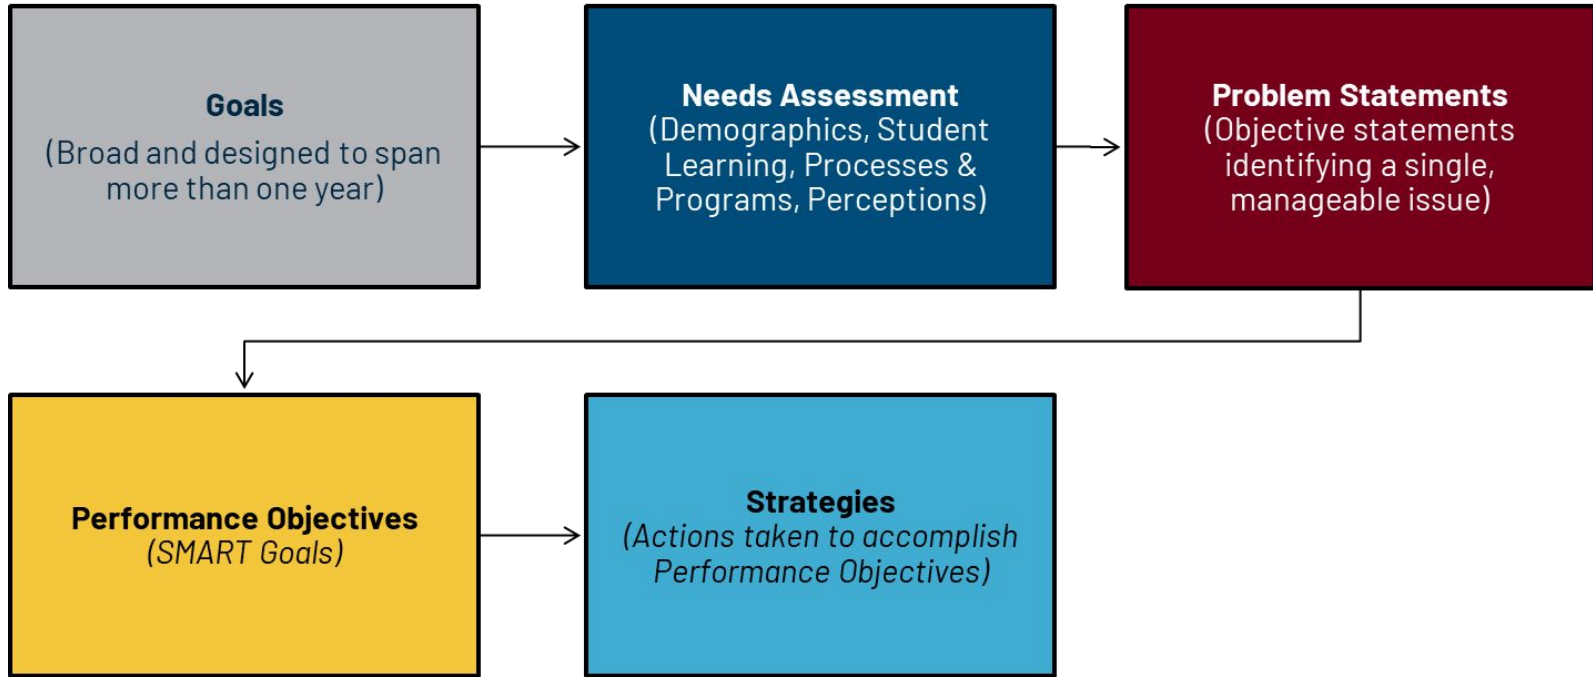 Goals
(Broad and designed to span
more than one year)
Needs Assessment
(Demographics, Student
Learning, Processes &
Programs, Perceptions)
Problem Statements
(Objective statements
identifying a single,
manageable issue)
Performance Objectives
(SMART Goals)
Strategies
(Actions taken to accomplish
Performance Objectives)